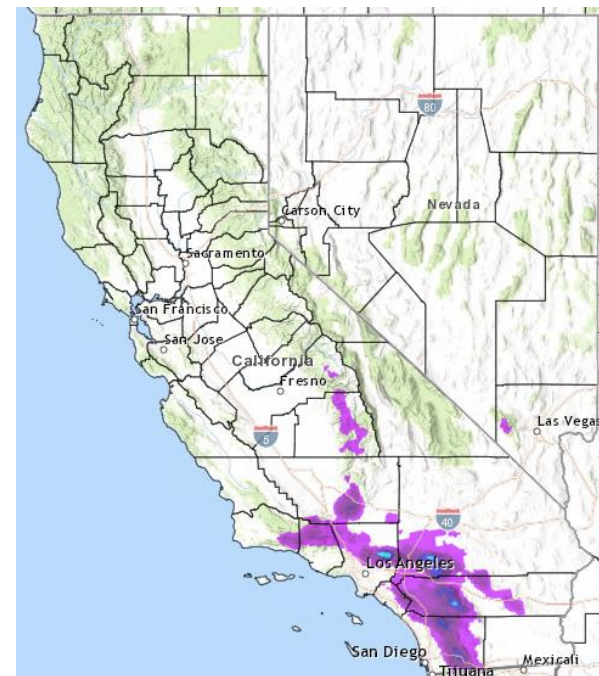 80
Carson City
Nevada
Sacramento
San Francisco
San Jose
California
Fresno
5
Las Vegas
40
Los Angeles
San Diego
Tijuana
Mexicali